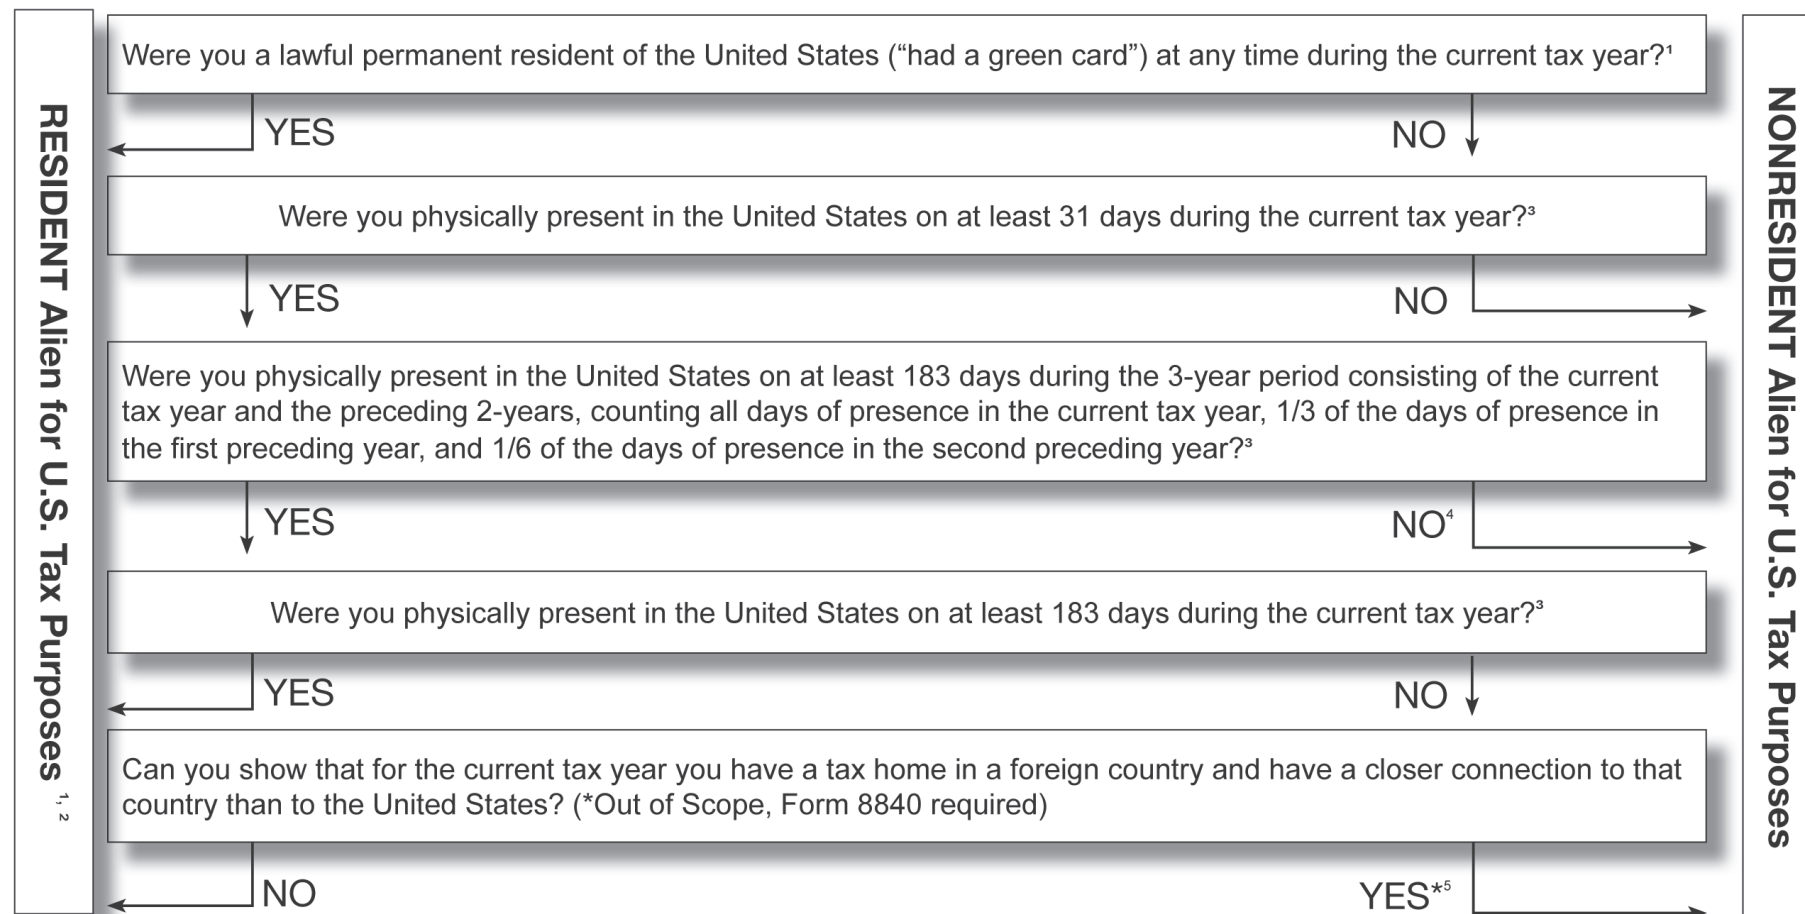 RESIDENT Alien for U.S. Tax Purposes ¹, ²
Were you a lawful permanent resident of the United States (“had a green card”) at any time during the current tax year?¹
YES
NO
Were you physically present in the United States on at least 31 days during the current tax year?³
YES
NO
Were you physically present in the United States on at least 183 days during the 3-year period consisting of the current
tax year and the preceding 2-years, counting all days of presence in the current tax year, 1/3 of the days of presence in
the first preceding year, and 1/6 of the days of presence in the second preceding year?³
YES
NO⁴
Were you physically present in the United States on at least 183 days during the current tax year?³
YES
NO
Can you show that for the current tax year you have a tax home in a foreign country and have a closer connection to that
country than to the United States? (*Out of Scope, Form 8840 required)
NO
YES*⁵
NONRESIDENT Alien for U.S. Tax Purposes